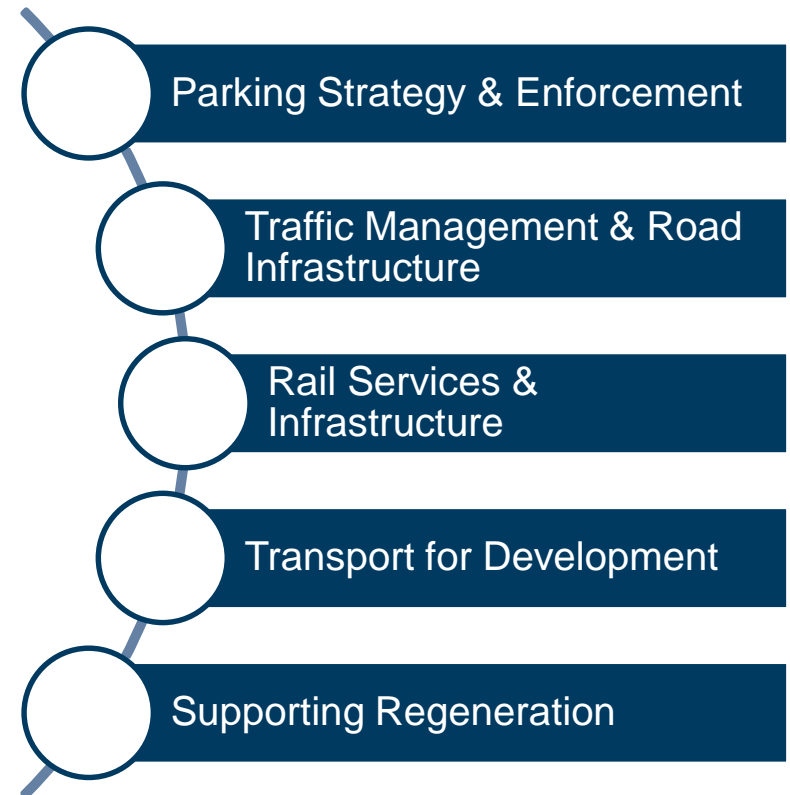 Parking Strategy & Enforcement
Traffic Management & Road
Infrastructure
Rail Services &
Infrastructure
Transport for Development
Supporting Regeneration